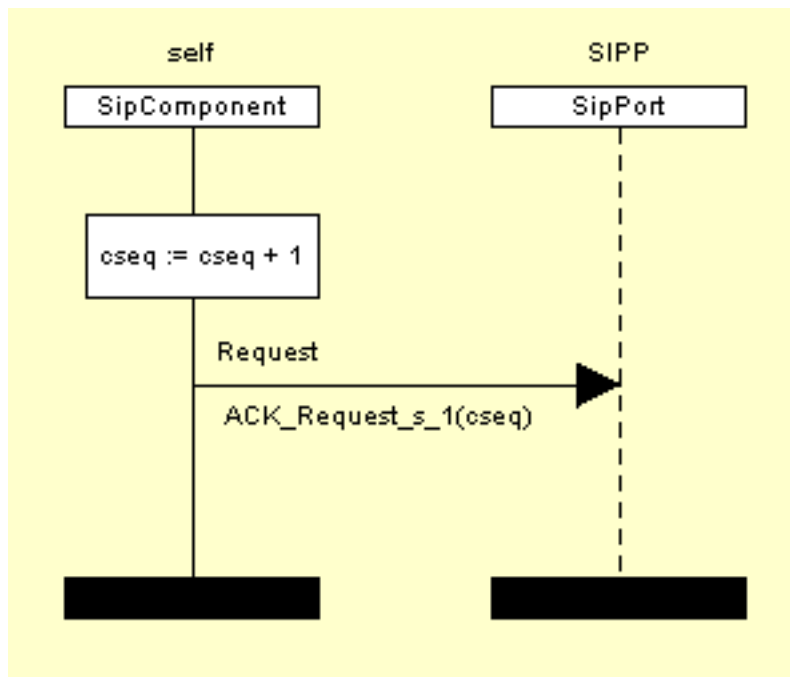 self
SIPP
SipComponent
SipPort
cseq := cseq + 1
Request
ACK_Request_s_1(cseq)